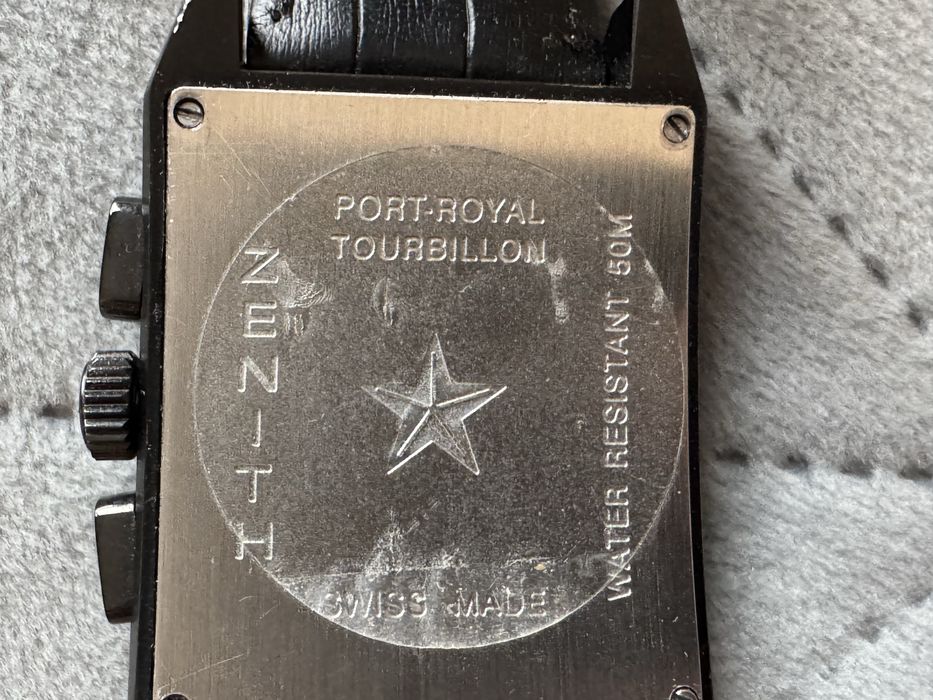 PORT-ROYAL
TOURBILLON
ZENITH
WATER RESISTANT 50M
SWISS MADE